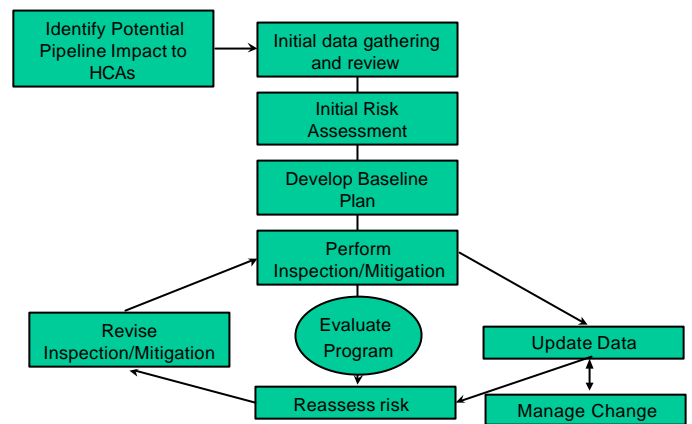 Identify Potential
Pipeline Impact to
HCAs
Initial data gathering
and review
Initial Risk
Assessment
Develop Baseline
Plan
Perform
Inspection/Mitigation
Revise
Inspection/Mitigation
Evaluate
Program
Update Data
Reassess risk
Manage Change